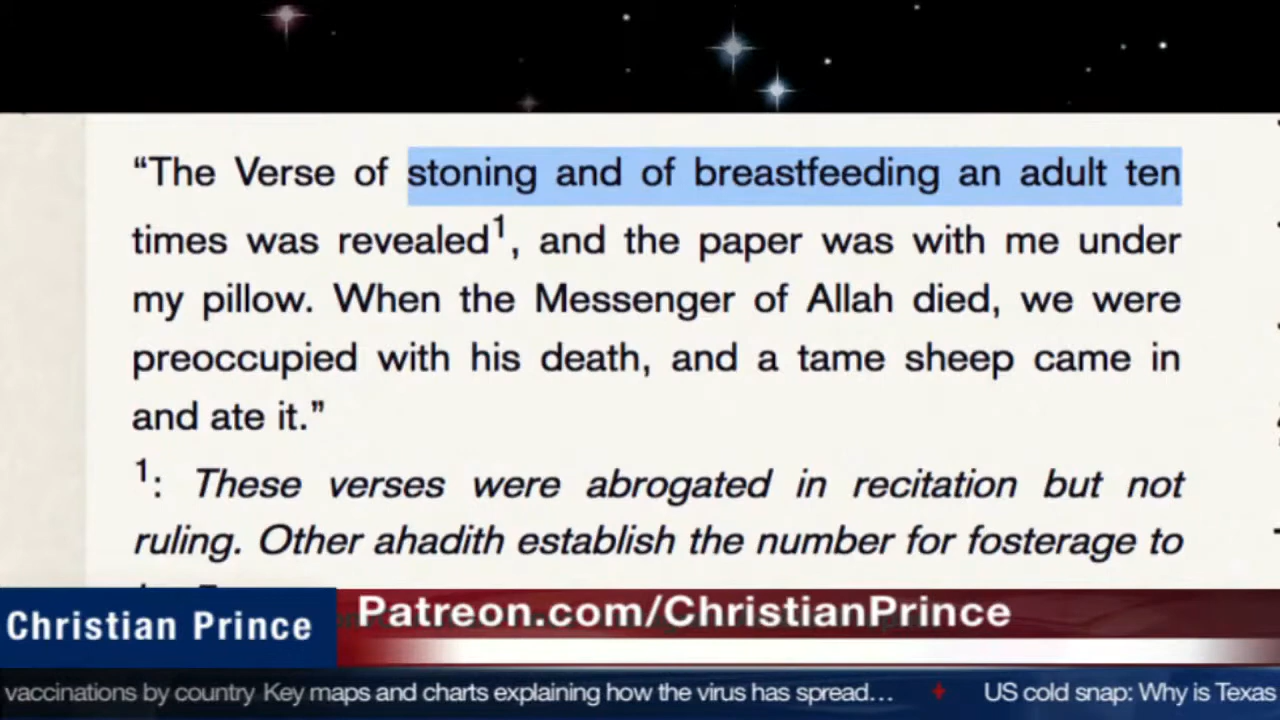 “The Verse of stoning and of breastfeeding an adult ten
times was revealed¹, and the paper was with me under
my pillow. When the Messenger of Allah died, we were
preoccupied with his death, and a tame sheep came in
and ate it.”
¹: These verses were abrogated in recitation but not
ruling. Other ahadith establish the number for fosterage to
Christian Prince
Patreon.com/ChristianPrince
vaccinations by country Key maps and charts explaining how the virus has spread... US cold snap: Why is Texas